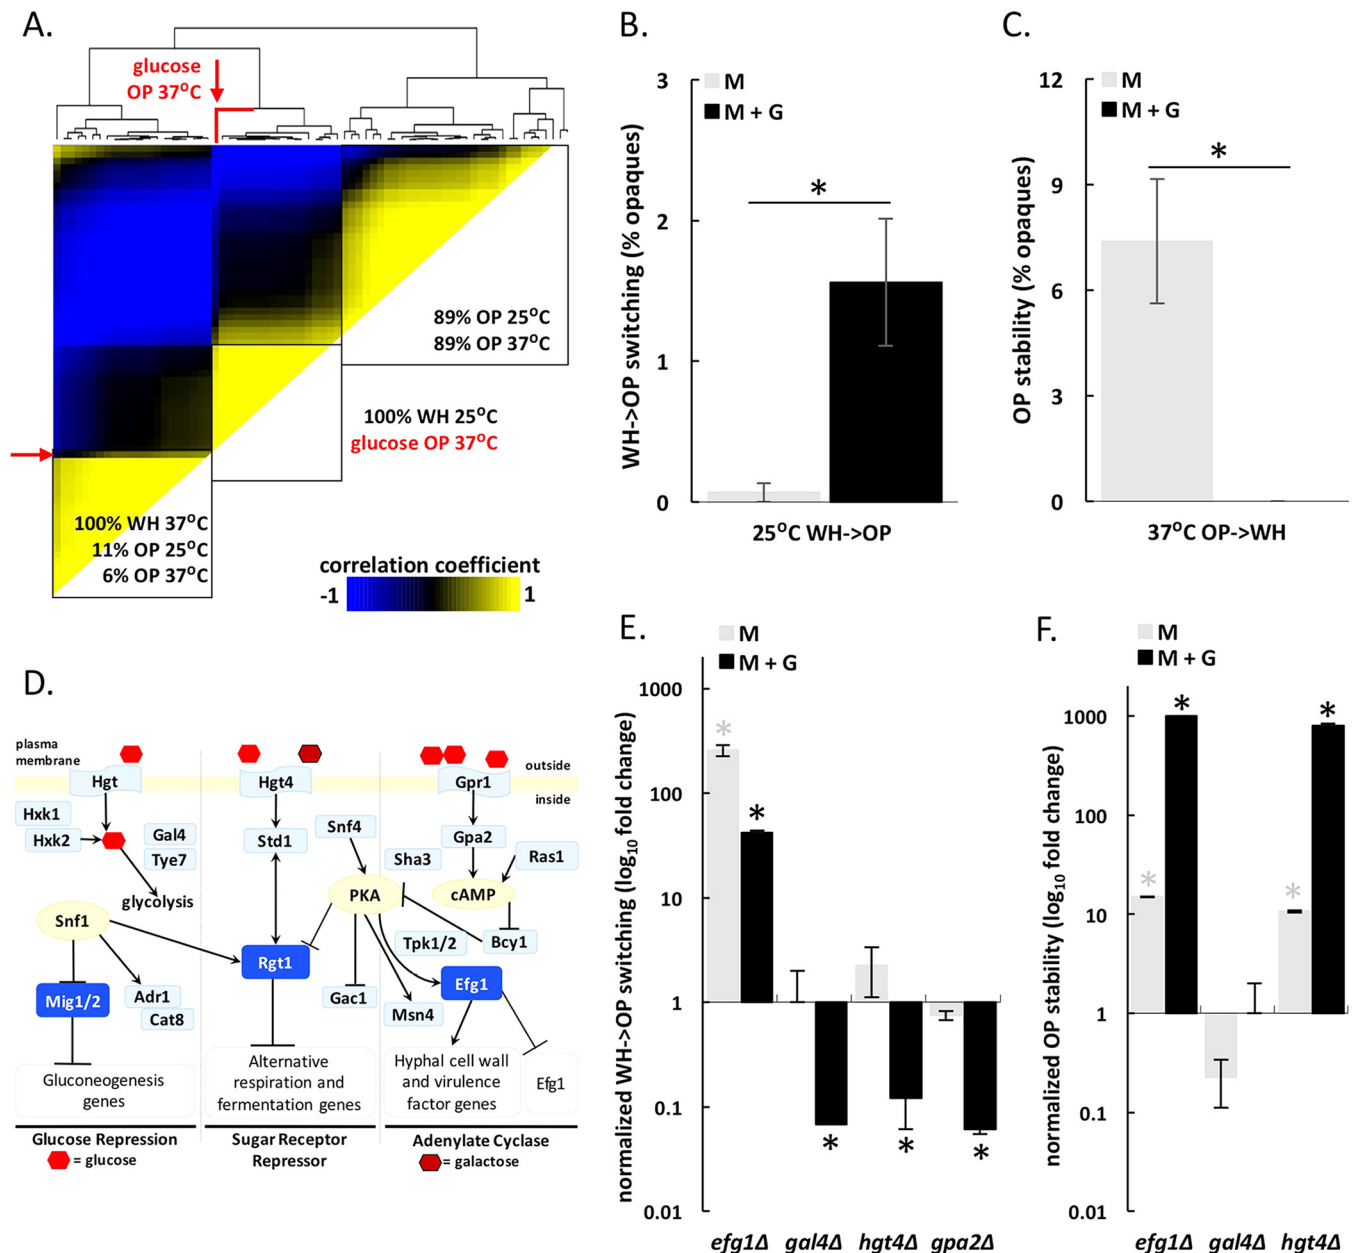 A.
glucose
OP 37°C
89% OP 25°C
89% OP 37°C
100% WH 25°C
glucose OP 37°C
100% WH 37°C
11% OP 25°C
6% OP 37°C
correlation coefficient
-1
1
B.
M
M + G
3
2
1
0
*
WH->OP switching (% opaques)
25°C WH->OP
C.
M
M + G
12
9
6
3
0
*
OP stability (% opaques)
37°C OP->WH
D.
plasma
membrane
outside
inside
Hgt
Hgt4
Gpr1
Hxk1
Hxk2
Gal4
Tye7
glycolysis
Std1
Snf4
Sha3
Gpa2
Ras1
PKA
cAMP
Snf1
Rgt1
Tpk1/2
Bcy1
Mig1/2
Adr1
Cat8
Gac1
Msn4
Efg1
Gluconeogenesis
genes
Alternative
respiration and
fermentation genes
Hyphal cell wall
and virulence
factor genes
Efg1
Glucose Repression
Sugar Receptor
Repressor
Adenylate Cyclase
= glucose
= galactose
E.
M
M + G
1000
100
10
1
0.1
0.01
*
*
*
*
*
normalized WH->OP switching (log10 fold change)
efg1Δ
gal4Δ
hgt4Δ
gpa2Δ
F.
M
M + G
1000
100
10
1
0.1
0.01
*
*
*
*
normalized OP stability (log10 fold change)
efg1Δ
gal4Δ
hgt4Δ